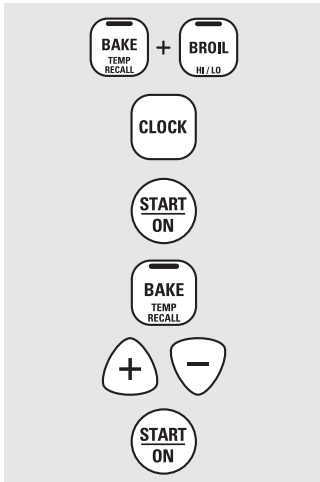 BAKE
TEMP
RECALL
+
BROIL
HI / LO
CLOCK
START
ON
BAKE
TEMP
RECALL
+ −
START
ON